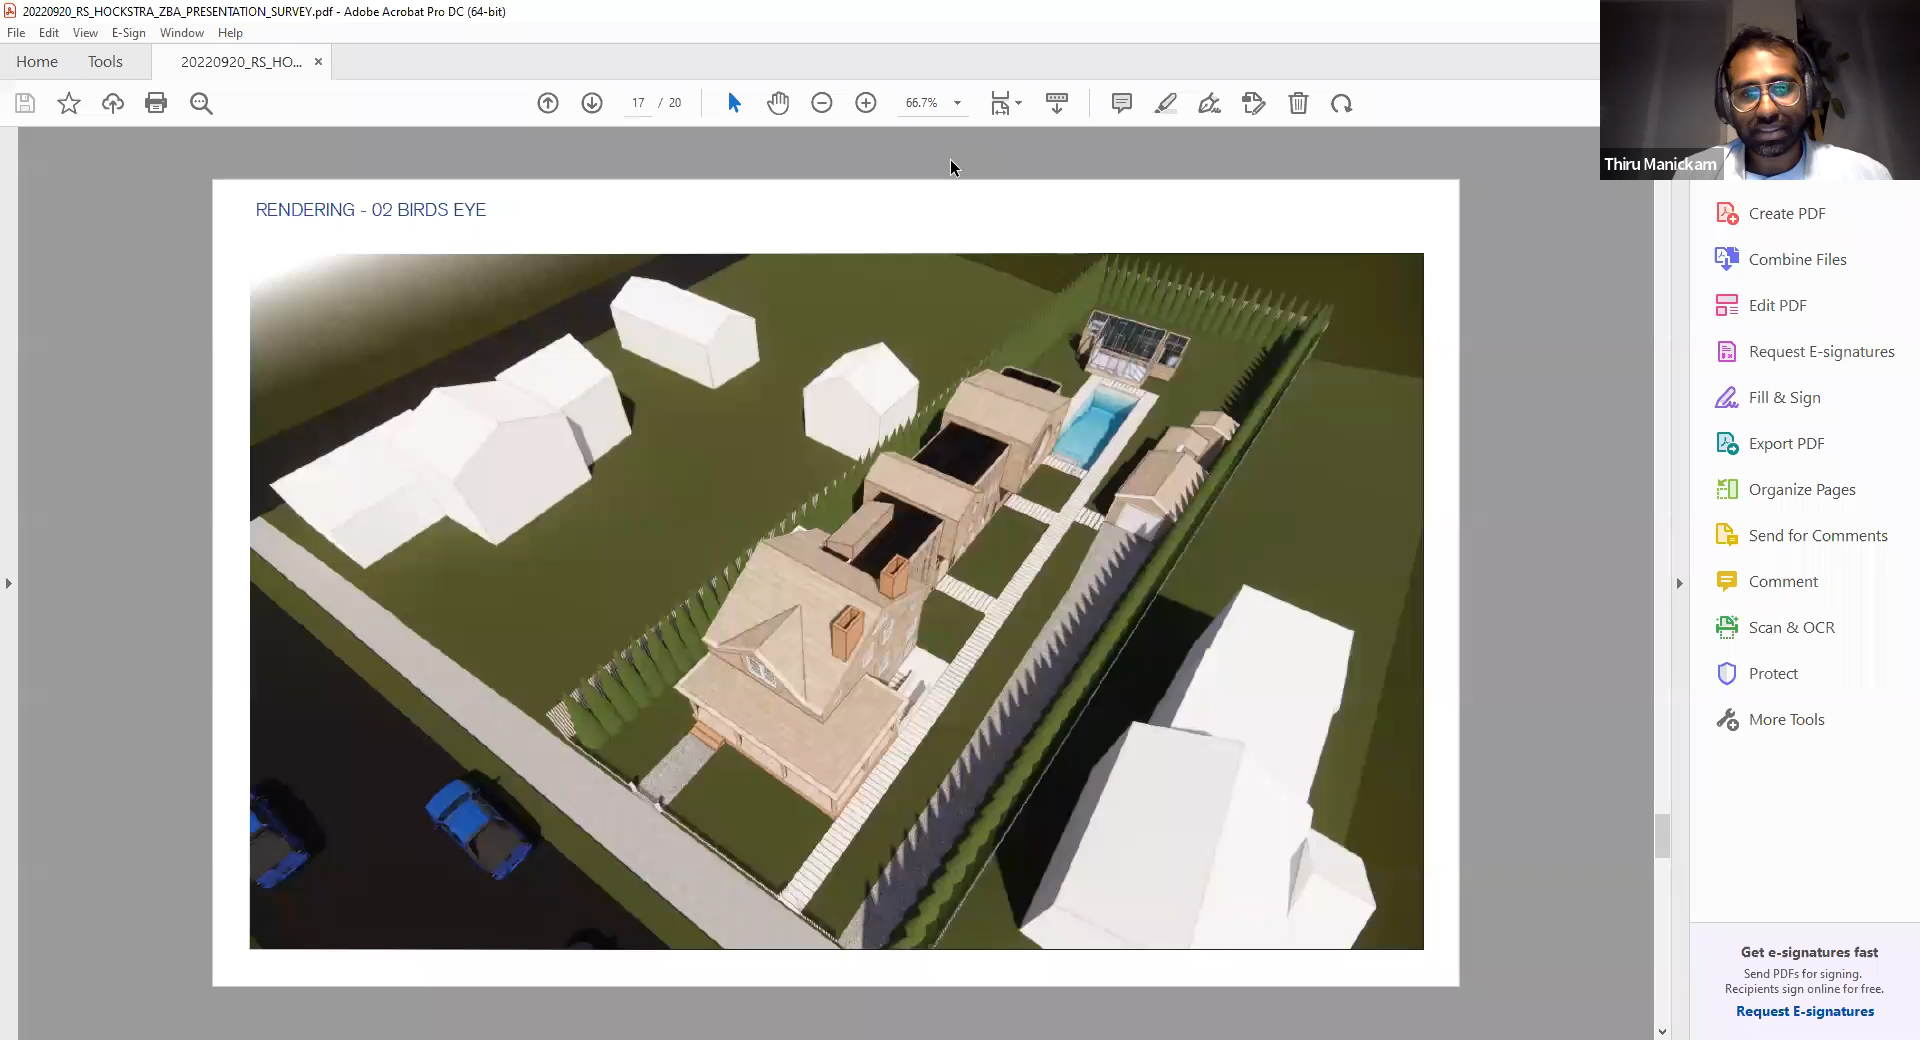 20220920_RS_HOCKSTRA_ZBA_PRESENTATION_SURVEY.pdf - Adobe Acrobat Pro DC (64-bit)
File Edit View E-Sign Window Help
Home Tools 20220920_RS_HO... ×
17 / 20 66.7%
Thiru Manickam
RENDERING - 02 BIRDS EYE
Create PDF
Combine Files
Edit PDF
Request E-signatures
Fill & Sign
Export PDF
Organize Pages
Send for Comments
Comment
Scan & OCR
Protect
More Tools
Get e-signatures fast
Send PDFs for signing.
Recipients sign online for free.
Request E-signatures